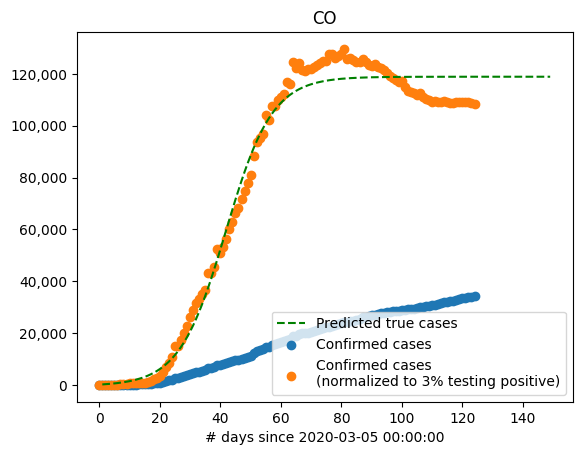 CO
120,000
100,000
80,000
60,000
40,000
20,000
0
Predicted true cases
Confirmed cases
Confirmed cases
(normalized to 3% testing positive)
0 20 40 60 80 100 120 140
# days since 2020-03-05 00:00:00